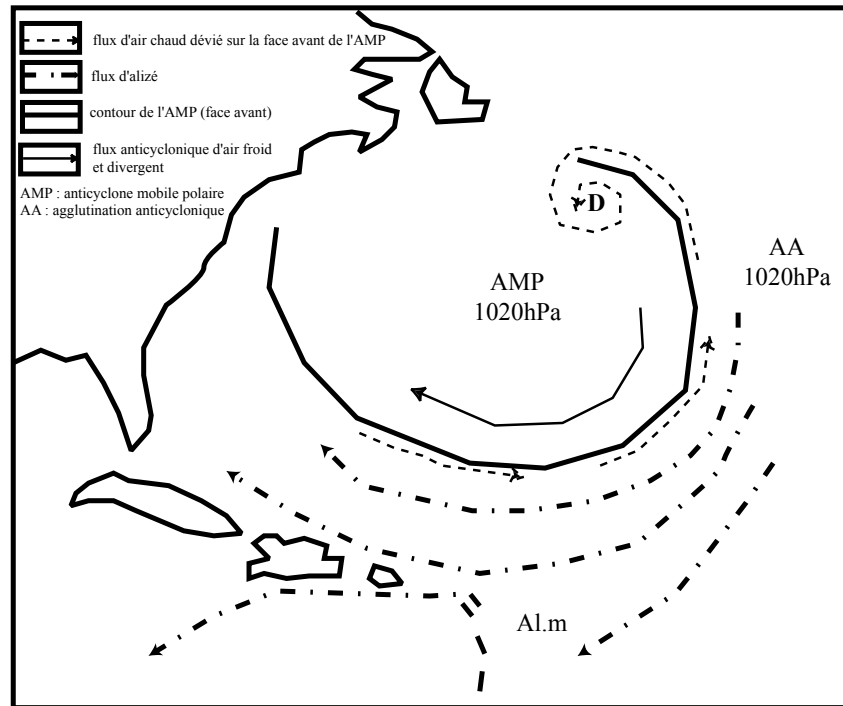 flux d'air chaud dévié sur la face avant de l'AMP
flux d'alizé
contour de l'AMP (face avant)
flux anticyclonique d'air froid
et divergent
AMP : anticyclone mobile polaire
AA : agglutination anticyclonique
D
AMP
1020hPa
AA
1020hPa
Al.m